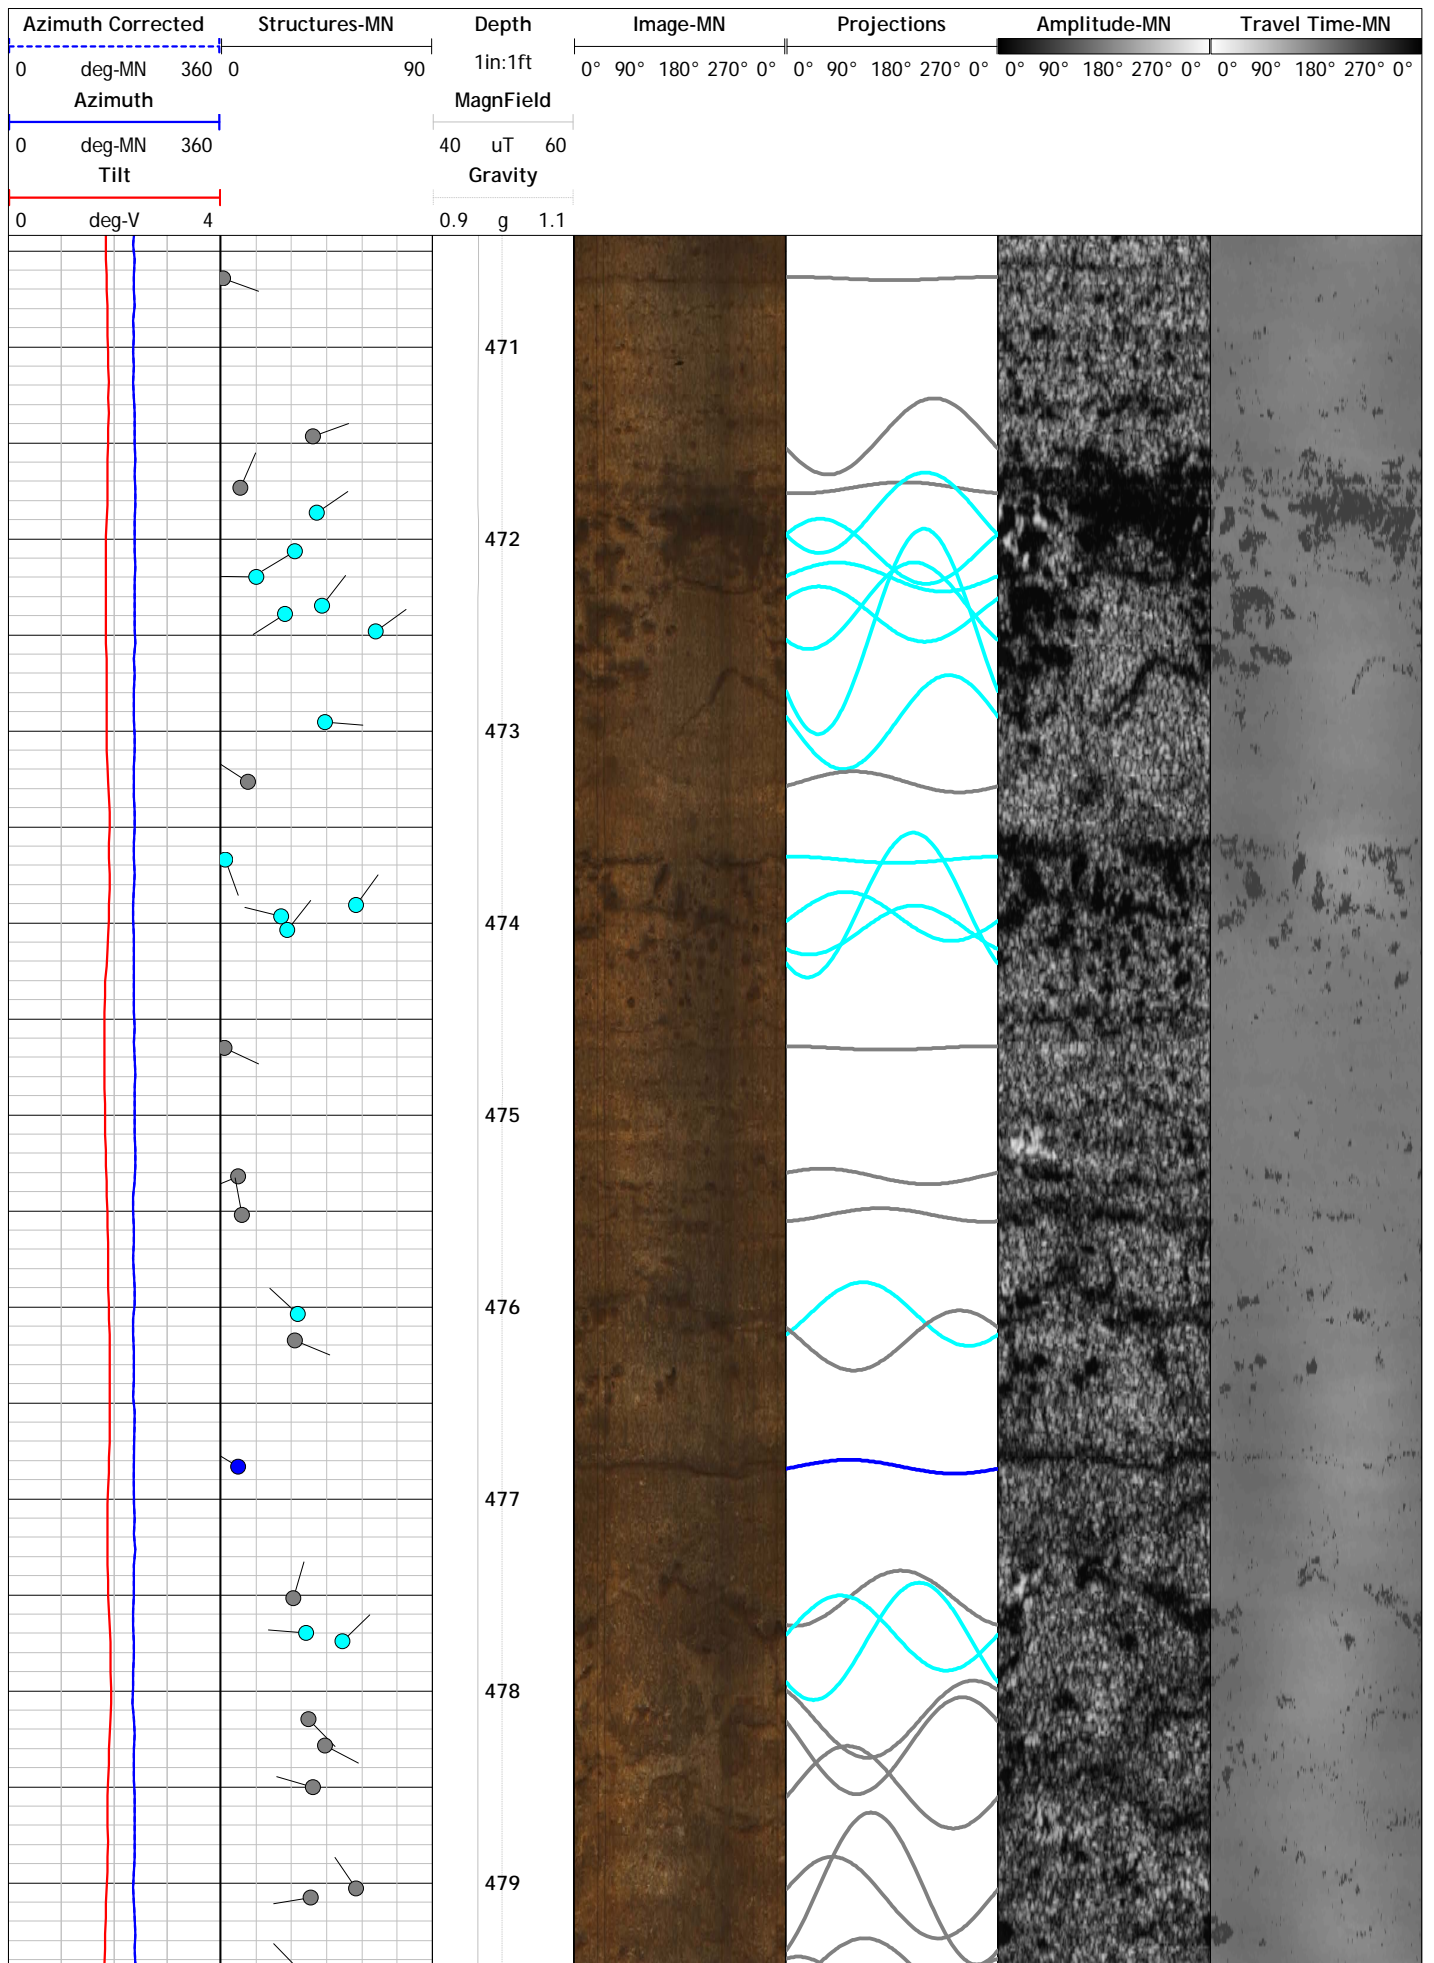 Azimuth Corrected Structures-MN Depth Image-MN Projections Amplitude-MN Travel Time-MN
0 deg-MN 360 0 90 1in:1ft 0° 90° 180° 270° 0° 0° 90° 180° 270° 0° 0° 90° 180° 270° 0° 0° 90° 180° 270° 0°
Azimuth MagnField
0 deg-MN 360 40 uT 60
Tilt Gravity
0 deg-V 4 0.9 g 1.1
471
472
473
474
475
476
477
478
479